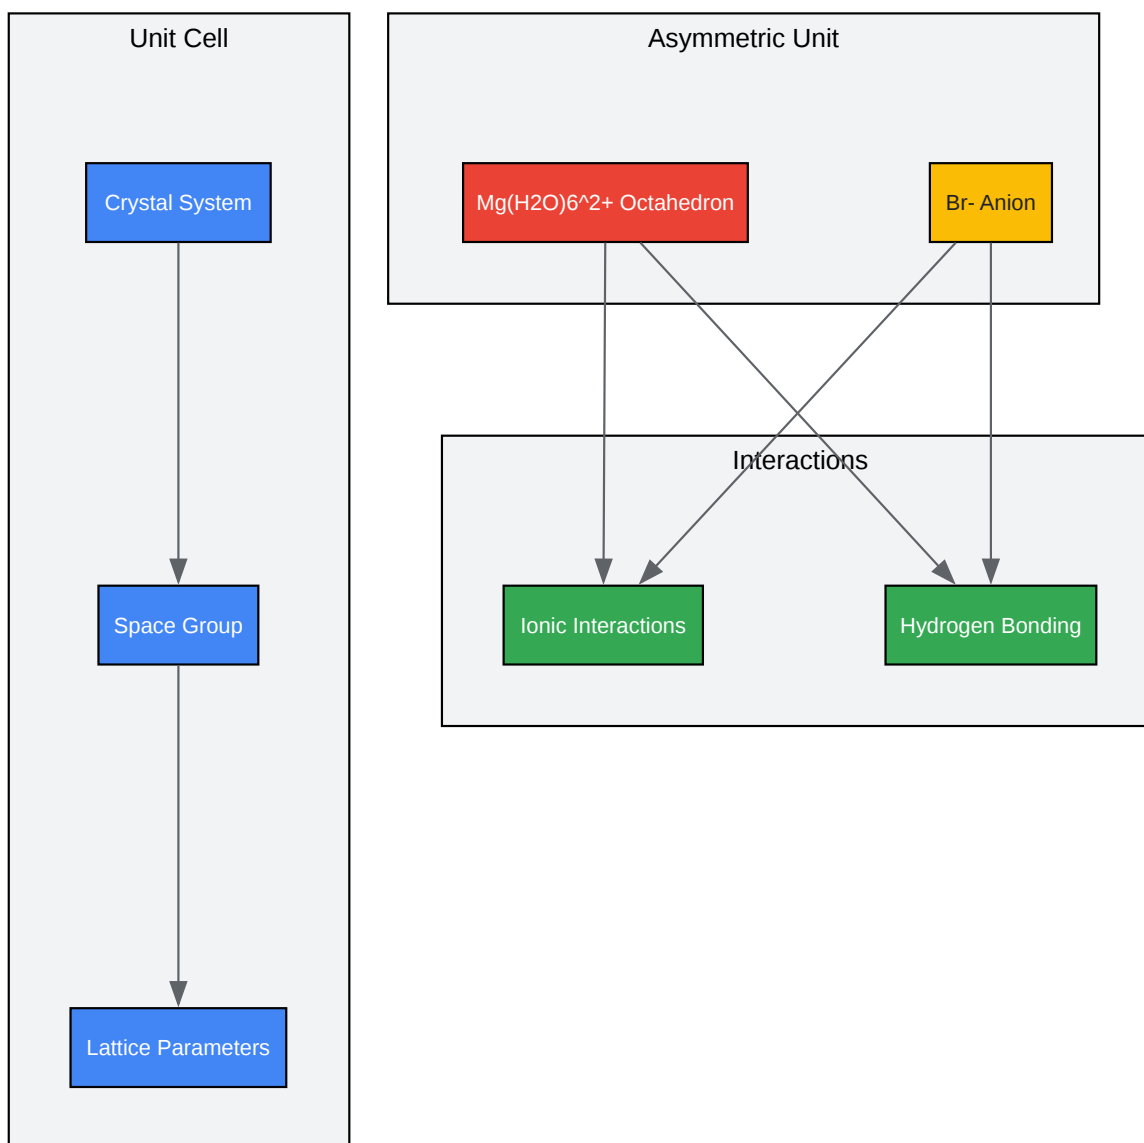 Unit Cell
Crystal System
Space Group
Lattice Parameters
Asymmetric Unit
Mg(H2O)6^2+ Octahedron
Br- Anion
Interactions
Ionic Interactions
Hydrogen Bonding